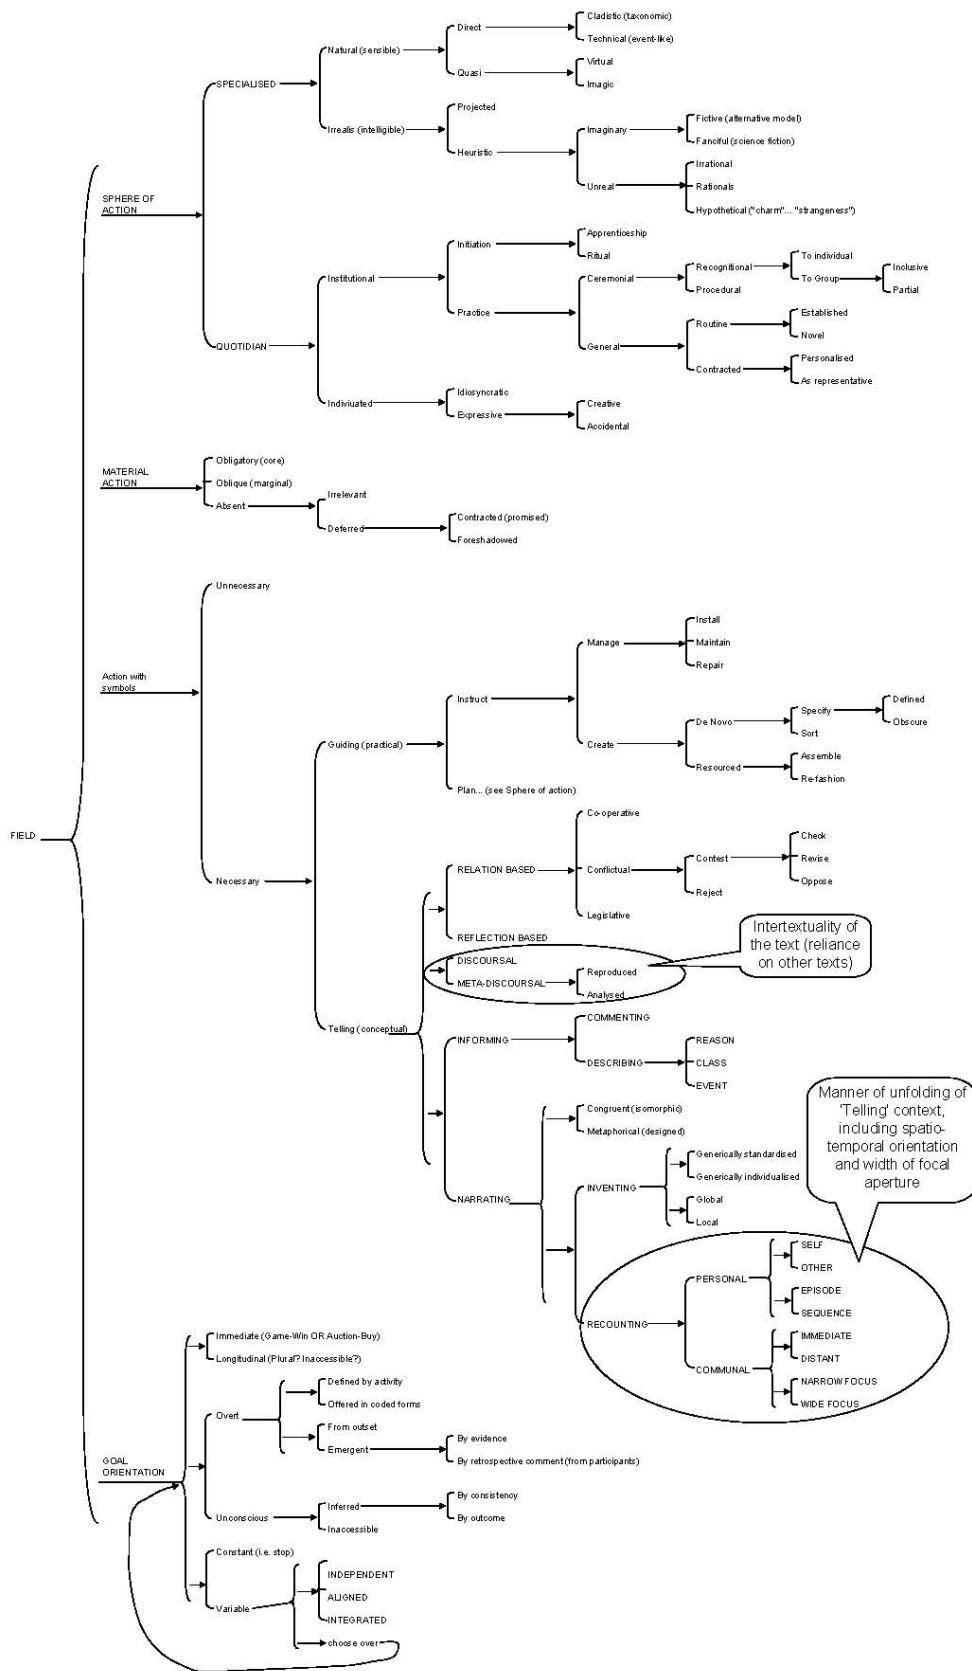 Cladistic (taxonomic)
Direct
Technical (event-like)
Natural (sensible)
Virtual
Quasi
Imagic
SPECIALISED
Projected
Fictive (alternative model)
Irrealis (intelligible)
Imaginary
Fanciful (science fiction)
Heuristic
Irrational
Unreal
Rationals
Hypothetical ("charm"... "strangeness")
SPHERE OF
ACTION
Apprenticeship
Initiation
Ritual
To individual
Inclusive
Recognitional
Institutional
Ceremonial
To Group
Partial
Procedural
Practice
Established
Routine
Novel
QUOTIDIAN
General
Personalised
Contracted
As representative
Idiosyncratic
Indiviuated
Creative
Expressive
Accidental
Obligatory (core)
MATERIAL
ACTION
Oblique (marginal)
Irrelevant
Absent
Contracted (promised)
Deferred
Foreshadowed
Unnecessary
Install
Manage
Maintain
Repair
Action with
symbols
Instruct
Defined
Specify
De Novo
Obscure
Sort
Guiding (practical)
Create
Assemble
Resourced
Re-fashion
Plan... (see Sphere of action)
Co-operative
FIELD
Check
Contest
Revise
RELATION BASED
Conflictual
Oppose
Necessary
Reject
Legislative
REFLECTION BASED
Intertextuality of
the text (reliance
on other texts)
DISCOURSAL
Reproduced
META-DISCOURSAL
Analysed
COMMENTING
Telling (conceptual)
INFORMING
REASON
DESCRIBING
CLASS
EVENT
Manner of unfolding of
'Telling' context,
including spatio-
temporal orientation
and width of focal
aperture
Congruent (isomorphic)
Metaphorical (designed)
Generically standardised
Generically individualised
INVENTING
NARRATING
Global
Local
SELF
OTHER
PERSONAL
EPISODE
SEQUENCE
RECOUNTING
IMMEDIATE
DISTANT
COMMUNAL
NARROW FOCUS
WIDE FOCUS
Immediate (Game-Win OR Auction-Buy)
Longitudinal (Plural? Inaccessible?)
Defined by activity
Overt
Offered in coded forms
From outset
By evidence
Emergent
By retrospective comment (from participants)
GOAL
ORIENTATION
By consistency
Inferred
Unconscious
By outcome
Inaccessible
Constant (i.e. stop)
INDEPENDENT
ALIGNED
Variable
INTEGRATED
choose over